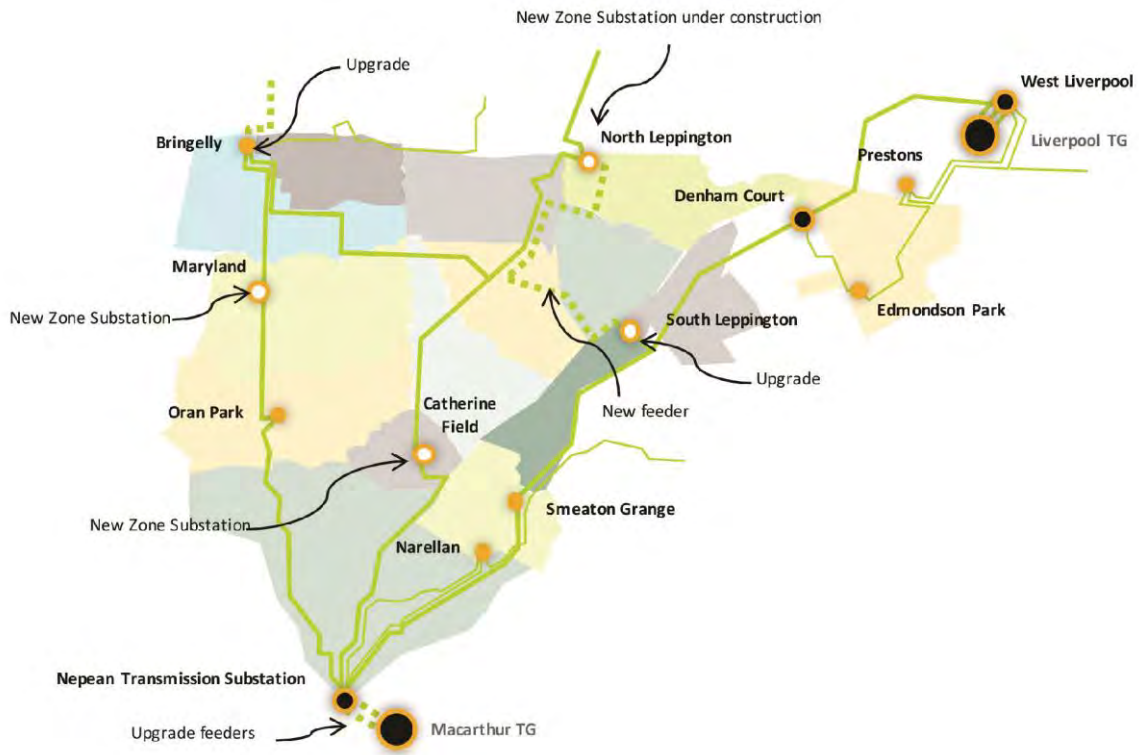 New Zone Substation under construction
Upgrade
West Liverpool
Bringelly
North Leppington
Liverpool TG
Prestons
Denham Court
Maryland
New Zone Substation
South Leppington
Edmondson Park
Upgrade
Oran Park
Catherine
Field
New feeder
New Zone Substation
Smeaton Grange
Narellan
Nepean Transmission Substation
Upgrade feeders
Macarthur TG